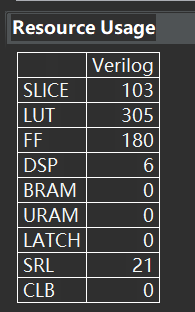 Resource Usage
Verilog
SLICE 103
LUT 305
FF 180
DSP 6
BRAM 0
URAM 0
LATCH 0
SRL 21
CLB 0